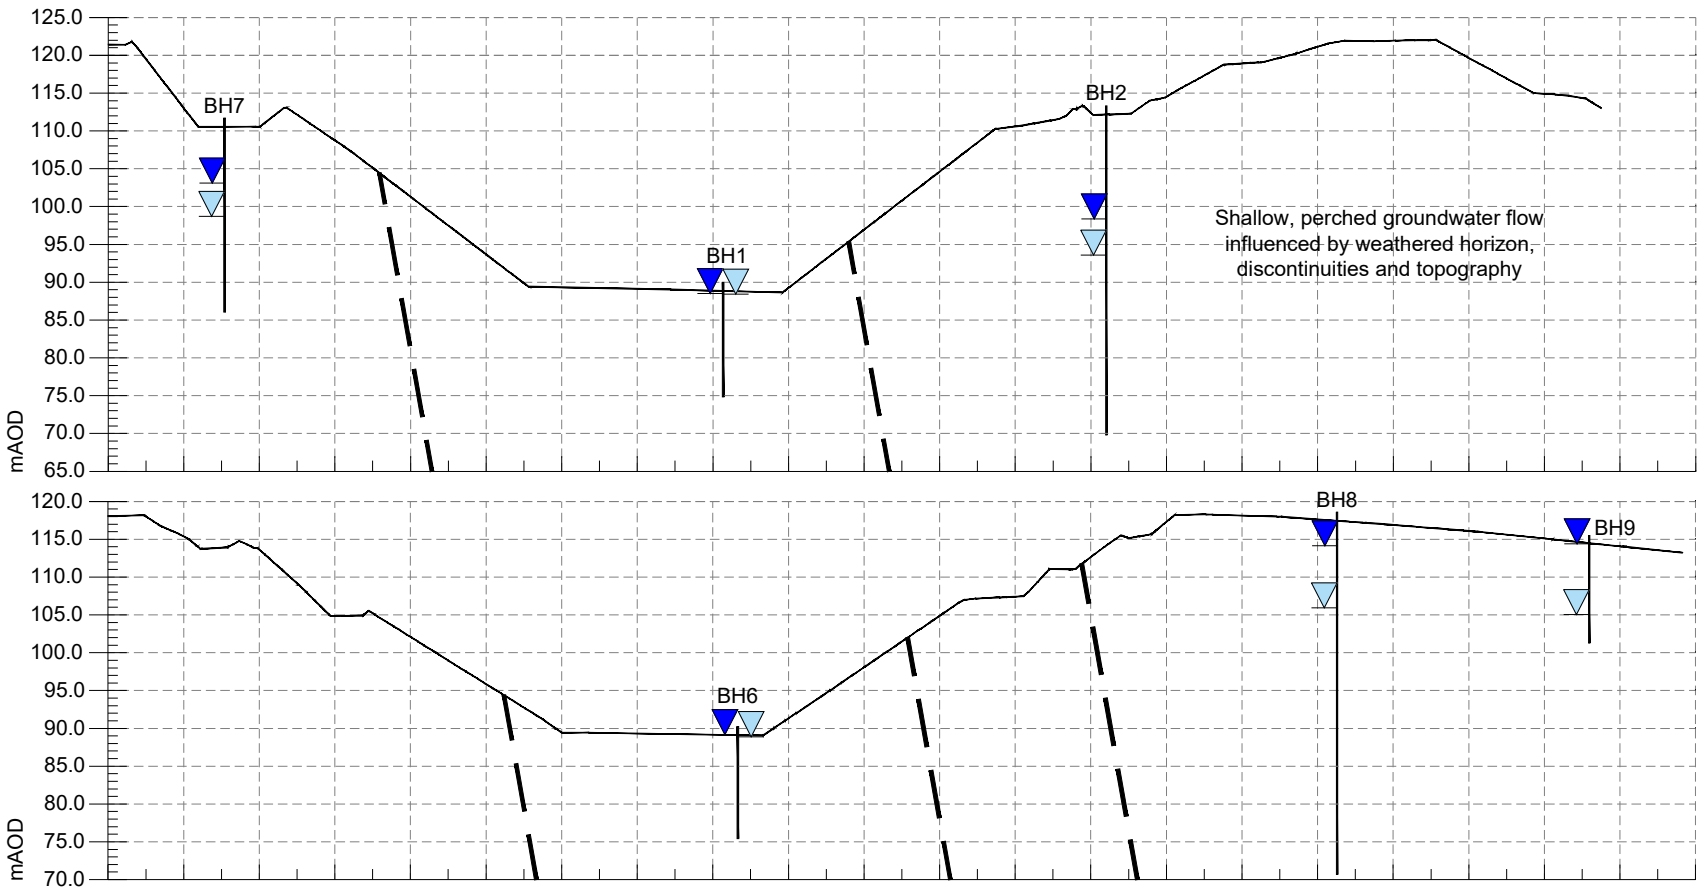 125.0
120.0
115.0
110.0
105.0
100.0
95.0
90.0
85.0
80.0
75.0
70.0
65.0
mAOD
BH7
BH1
BH2
Shallow, perched groundwater flow
influenced by weathered horizon,
discontinuities and topography
120.0
115.0
110.0
105.0
100.0
95.0
90.0
85.0
80.0
75.0
70.0
mAOD
BH6
BH8
BH9